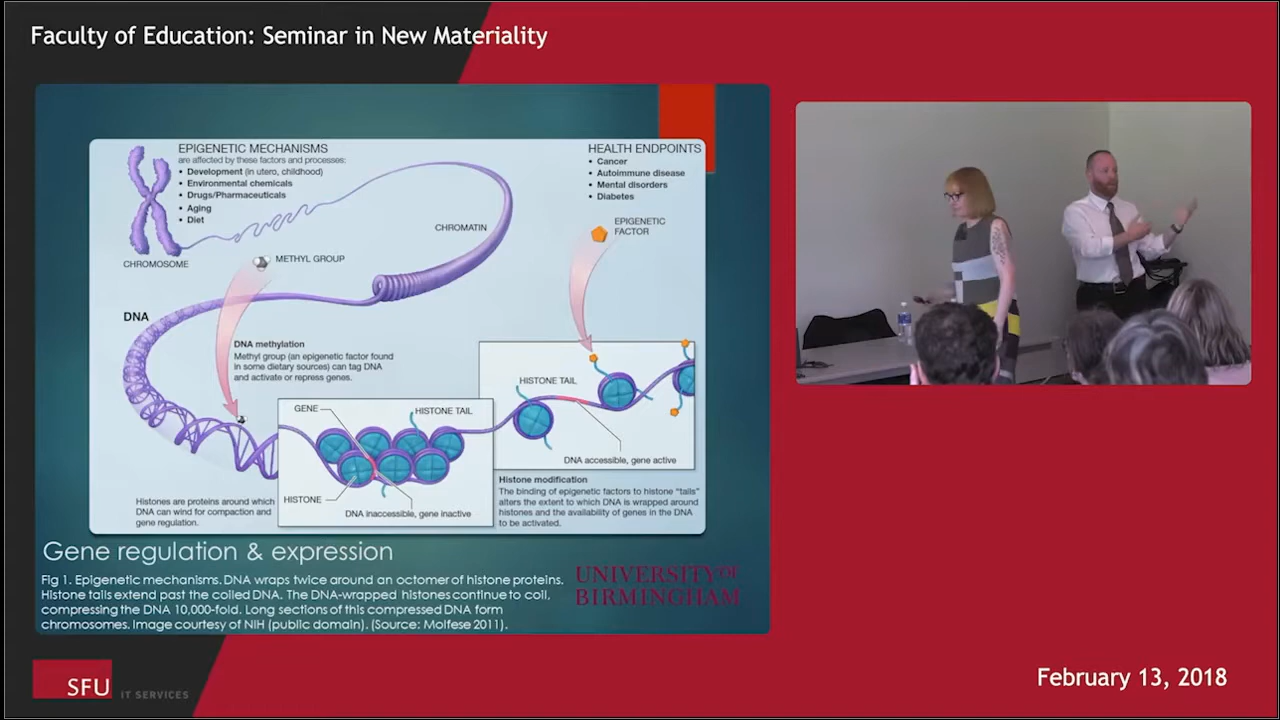 Faculty of Education: Seminar in New Materiality
EPIGENETIC MECHANISMS
are affected by these factors and processes:
• Development (in utero, childhood)
• Environmental chemicals
• Drugs/Pharmaceuticals
• Aging
• Diet
HEALTH ENDPOINTS
• Cancer
• Autoimmune disease
• Mental disorders
• Diabetes
EPIGENETIC
FACTOR
CHROMATIN
CHROMOSOME
METHYL GROUP
DNA
DNA methylation
Methyl group (an epigenetic factor found
in some dietary sources) can tag DNA
and activate or repress genes.
HISTONE TAIL
GENE
HISTONE TAIL
DNA accessible, gene active
HISTONE
DNA inaccessible, gene inactive
Histones are proteins around which
DNA can wind for compaction and
gene regulation.
Histone modification
The binding of epigenetic factors to histone "tails"
alters the extent to which DNA is wrapped around
histones and the availability of genes in the DNA
to be activated.
Gene regulation & expression
Fig 1. Epigenetic mechanisms. DNA wraps twice around an octomer of histone proteins.
Histone tails extend past the coiled DNA. The DNA-wrapped histones continue to coil,
compressing the DNA 10,000-fold. Long sections of this compressed DNA form
chromosomes. Image courtesy of NIH (public domain). (Source: Molfese 2011).
UNIVERSITY OF
BIRMINGHAM
SFU IT SERVICES
February 13, 2018